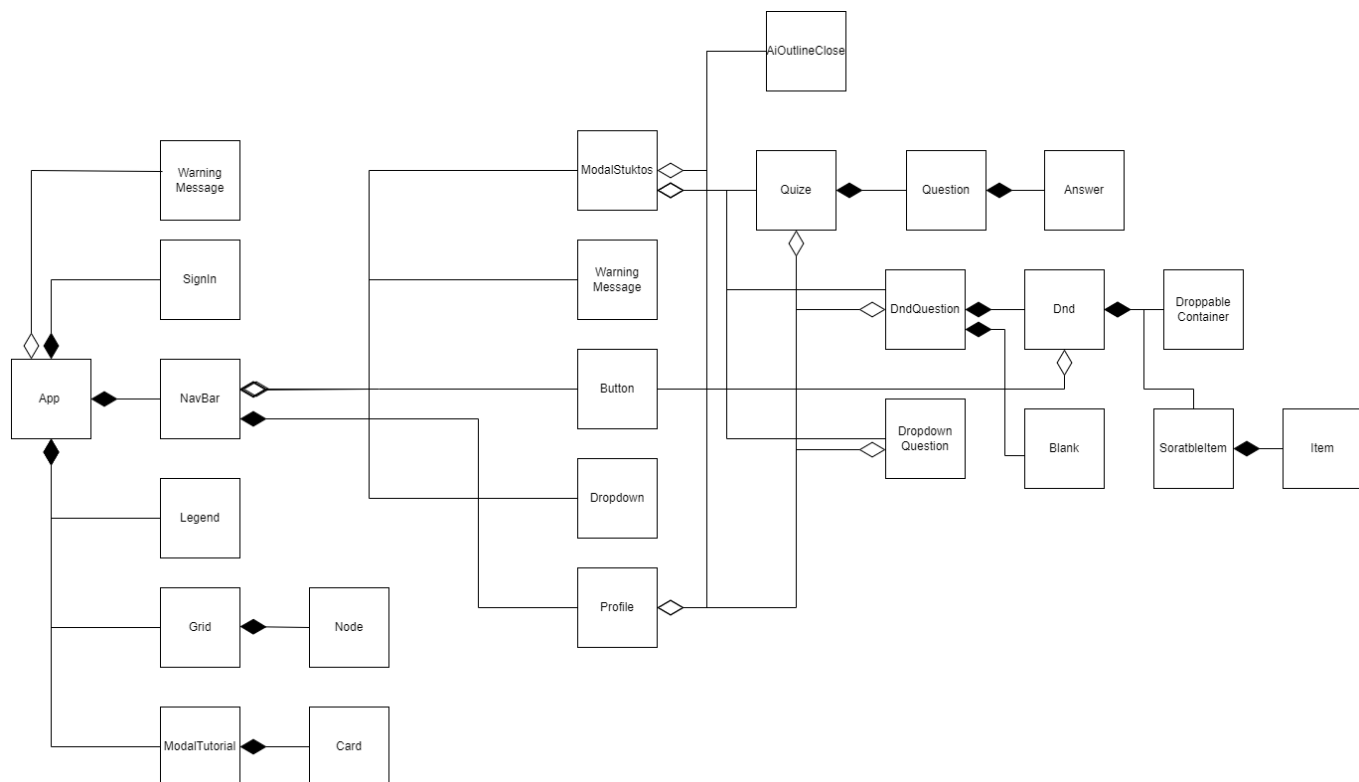 AiOutlineClose
Warning
Message
ModalStuktos
Quize
Question
Answer
SignIn
Warning
Message
DndQuestion
Dnd
Droppable
Container
App
NavBar
Button
Dropdown
Question
Blank
SoratbleItem
Item
Legend
Dropdown
Profile
Grid
Node
ModalTutorial
Card